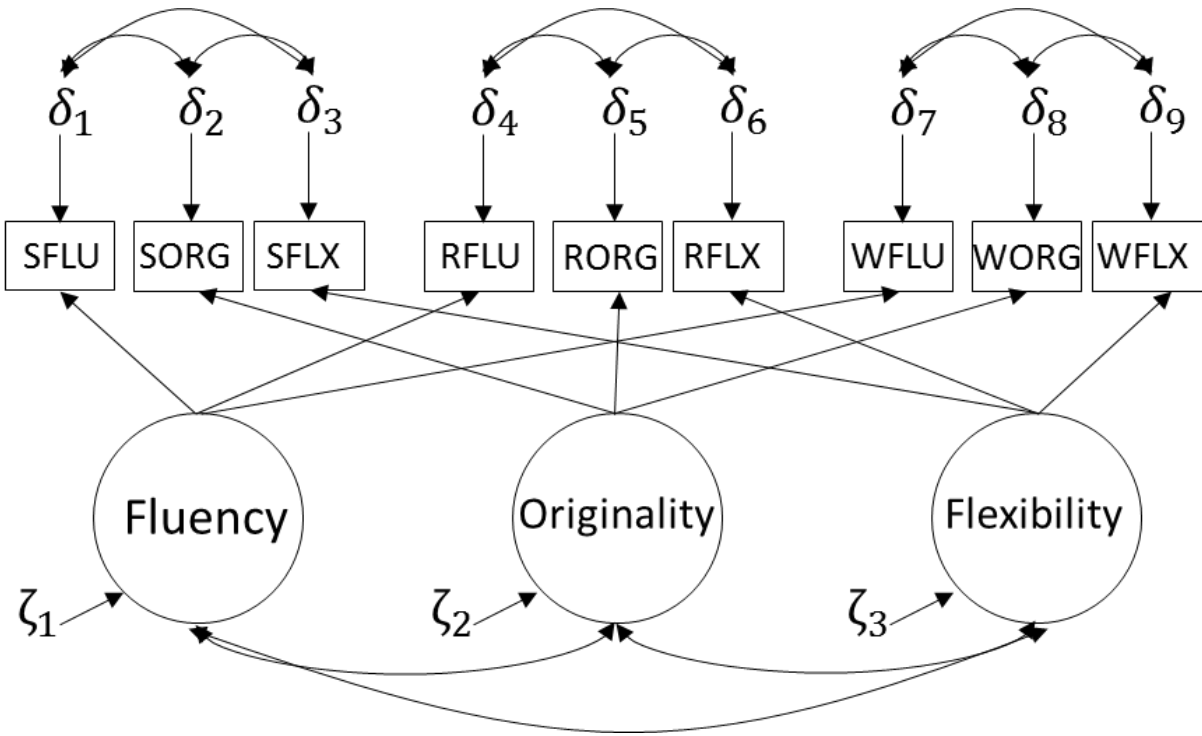 δ₁ δ₂ δ₃ δ₄ δ₅ δ₆ δ₇ δ₈ δ₉
SFLU SORG SFLX RFLU RORG RFLX WFLU WORG WFLX
Fluency Originality Flexibility
ζ₁ ζ₂ ζ₃